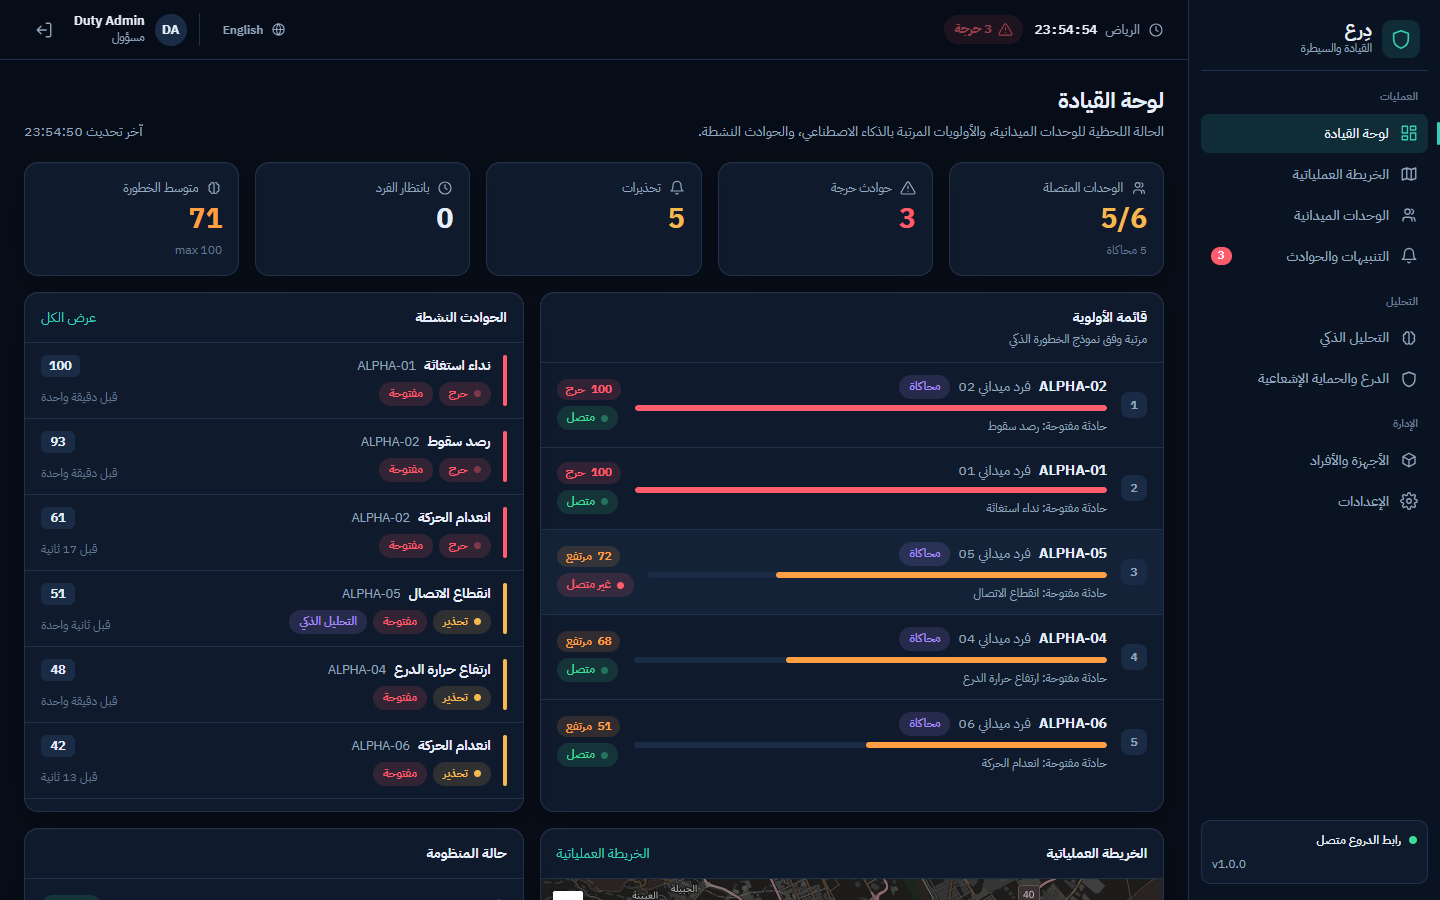 دِرع
القيادة والسيطرة
العمليات
لوحة القيادة
الخريطة العملياتية
الوحدات الميدانية
التنبيهات والحوادث
3
التحليل
التحليل الذكي
الدرع والحماية الإشعاعية
الإدارة
الأجهزة والأفراد
الإعدادات
رابط الدروع متصل
v1.0.0
الرياض 23:54:54
3 حرجة
English
DA
Duty Admin
مسؤول
لوحة القيادة
الحالة اللحظية للوحدات الميدانية، والأولويات المرتبة بالذكاء الاصطناعي، والحوادث النشطة.
آخر تحديث 23:54:50
الوحدات المتصلة
5/6
5 محاكاة
حوادث حرجة
3
تحذيرات
5
بانتظار الفرد
0
متوسط الخطورة
71
max 100
قائمة الأولوية
مرتبة وفق نموذج الخطورة الذكي
1
ALPHA-02 فرد ميداني 02 محاكاة
100 حرج
متصل
حادثة مفتوحة: رصد سقوط
2
ALPHA-01 فرد ميداني 01
100 حرج
متصل
حادثة مفتوحة: نداء استغاثة
3
ALPHA-05 فرد ميداني 05 محاكاة
72 مرتفع
غير متصل
حادثة مفتوحة: انقطاع الاتصال
4
ALPHA-04 فرد ميداني 04 محاكاة
68 مرتفع
متصل
حادثة مفتوحة: ارتفاع حرارة الدرع
5
ALPHA-06 فرد ميداني 06 محاكاة
51 مرتفع
متصل
حادثة مفتوحة: انعدام الحركة
الحوادث النشطة
عرض الكل
نداء استغاثة ALPHA-01
100
حرج مفتوحة
قبل دقيقة واحدة
رصد سقوط ALPHA-02
93
حرج مفتوحة
قبل دقيقة واحدة
انعدام الحركة ALPHA-02
61
حرج مفتوحة
قبل 17 ثانية
انقطاع الاتصال ALPHA-05
51
تحذير مفتوحة التحليل الذكي
قبل ثانية واحدة
ارتفاع حرارة الدرع ALPHA-04
48
تحذير مفتوحة
قبل دقيقة واحدة
انعدام الحركة ALPHA-06
42
تحذير مفتوحة
قبل 13 ثانية
الخريطة العملياتية
الخريطة العملياتية
الجبيلة
العيينة
40
حالة المنظومة